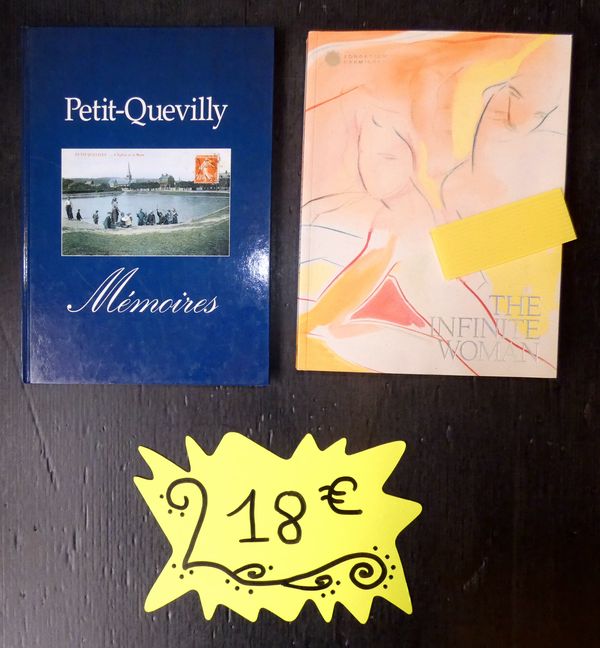 Petit-Quevilly
Mémoires
FONDATION
CARMIGNAC
THE
INFINITE
WOMAN
18 €